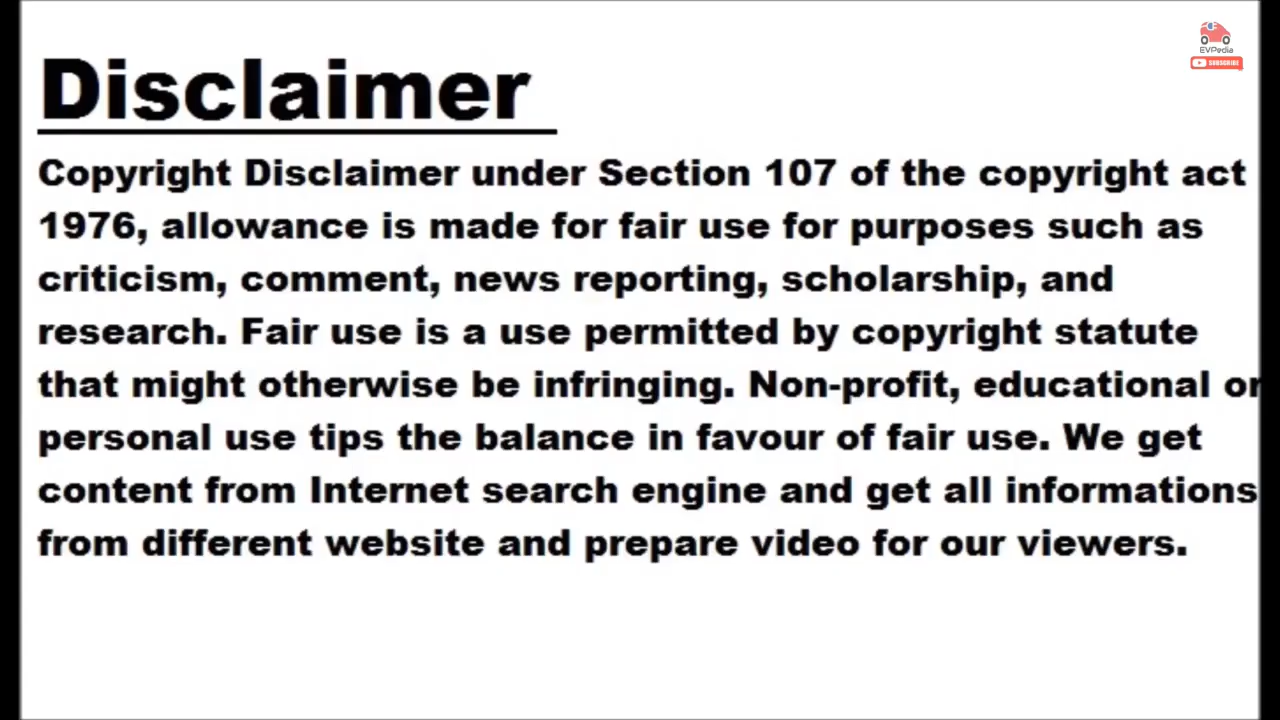 EVPedia
SUBSCRIBE
Disclaimer
Copyright Disclaimer under Section 107 of the copyright act
1976, allowance is made for fair use for purposes such as
criticism, comment, news reporting, scholarship, and
research. Fair use is a use permitted by copyright statute
that might otherwise be infringing. Non-profit, educational or
personal use tips the balance in favour of fair use. We get
content from Internet search engine and get all informations
from different website and prepare video for our viewers.